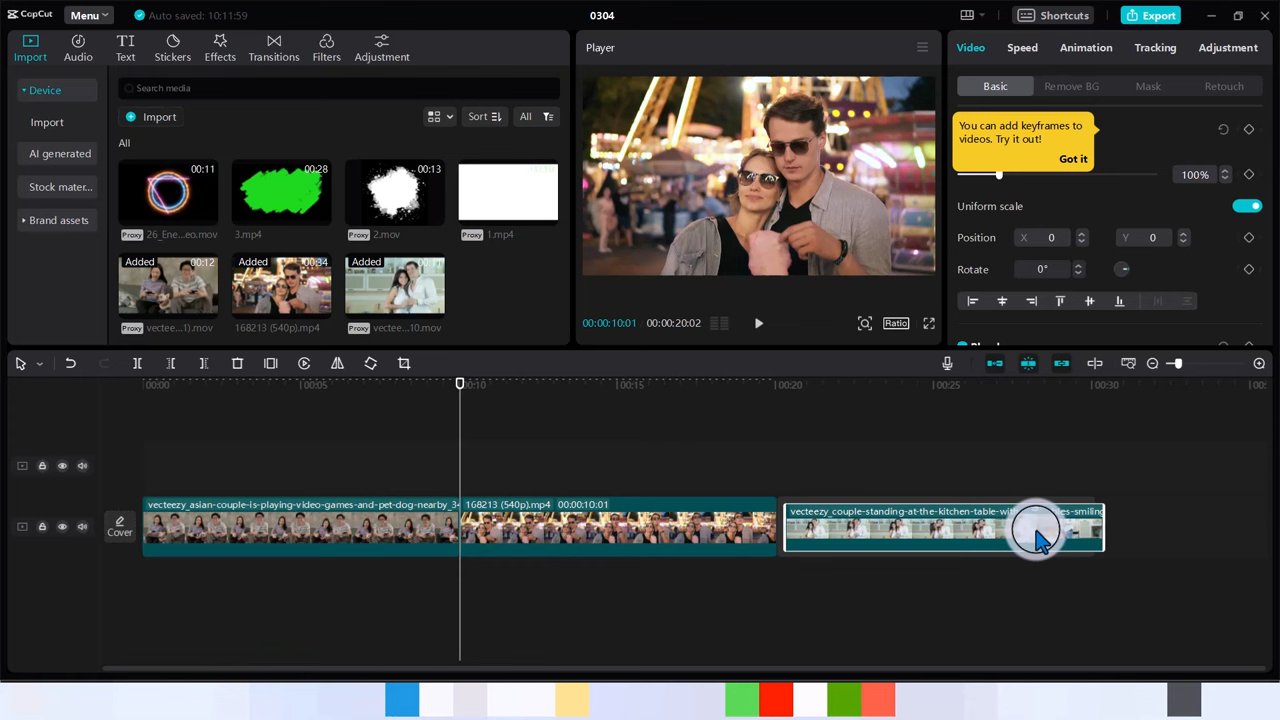 CapCut
Menu
Auto saved: 10:11:59
0304
Shortcuts
Export
Import
Audio
Text
Stickers
Effects
Transitions
Filters
Adjustment
Device
Import
AI generated
Stock mater...
Brand assets
Search media
Import
Sort
All
All
00:11
00:28
00:13
Proxy 26_Ene...eo.mov
Proxy 3.mp4
Proxy 2.mov
Proxy 1.mp4
Added 00:12
Added 00:34
Added
Proxy vectee...1).mov
168213 (540p).mp4
Proxy vectee...10.mov
Player
00:00:10:01
00:00:20:02
Ratio
Video
Speed
Animation
Tracking
Adjustment
Basic
Remove BG
Mask
Retouch
You can add keyframes to
videos. Try it out!
Got it
100%
Uniform scale
Position
X 0
Y 0
Rotate
0°
00:00
00:05
00:10
00:15
00:20
00:25
00:30
Cover
vecteezy_asian-couple-is-playing-video-games-and-pet-dog-nearby_34
168213 (540p).mp4 00:00:10:01
vecteezy_couple-standing-at-the-kitchen-table-with
es-smiling